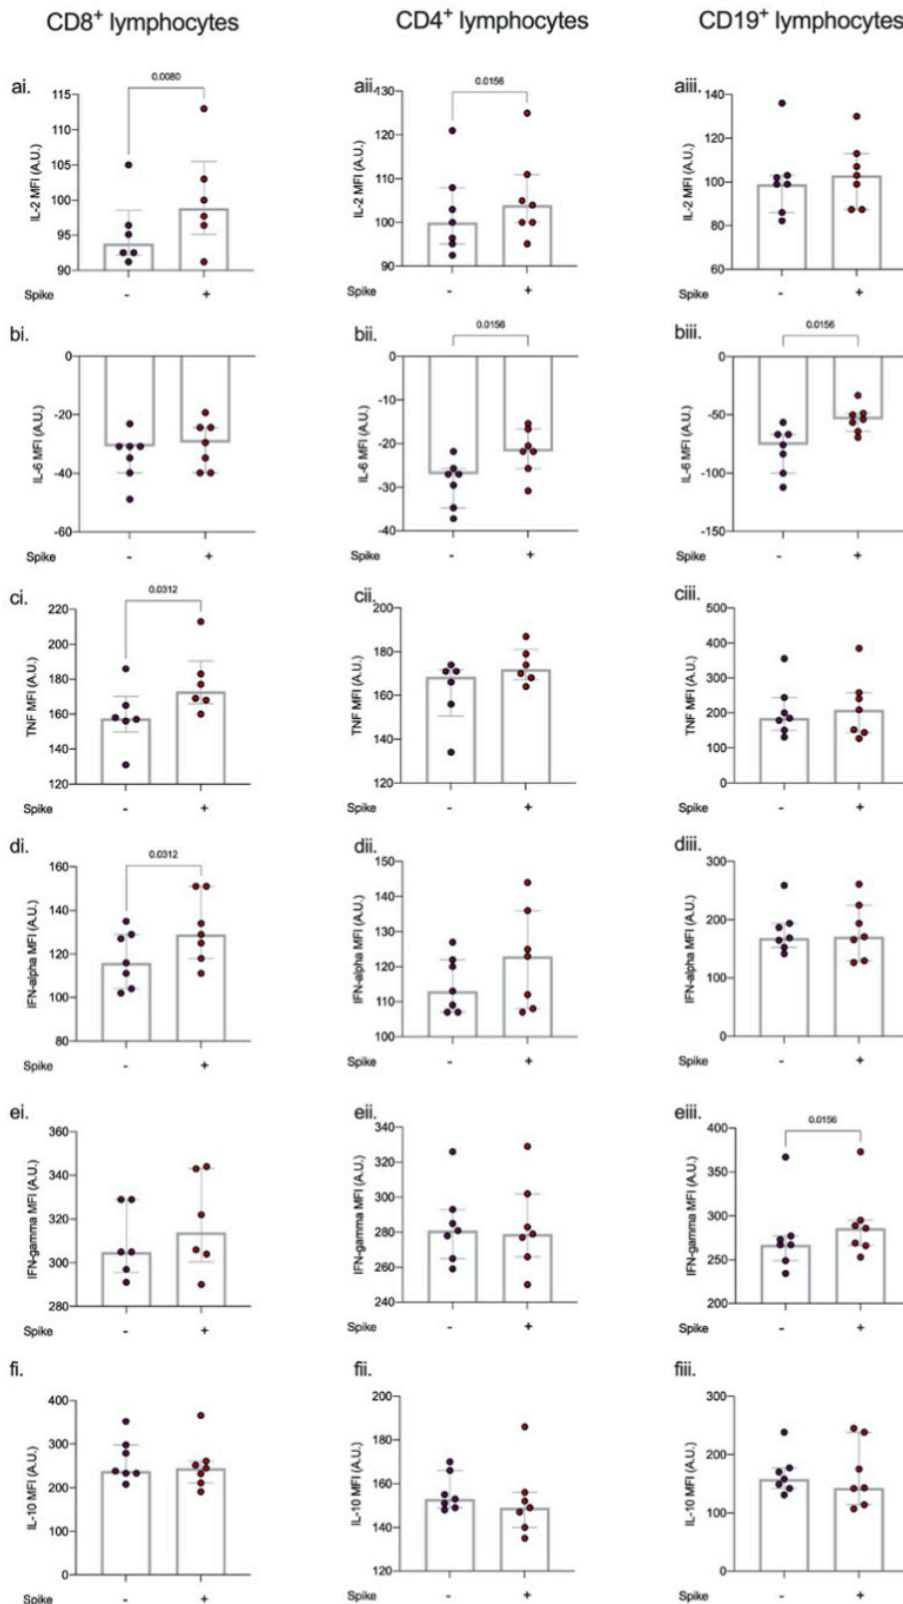 CD8+ lymphocytes CD4+ lymphocytes CD19+ lymphocytes
ai. 0.0080 aii. 0.0156 aiii.
IL-2 MFI (A.U.) 115 110 105 100 95 90
IL-2 MFI (A.U.) 130 120 110 100 90
IL-2 MFI (A.U.) 140 120 100 80 60
Spike - + Spike - + Spike - +
bi. bii. 0.0156 biii. 0.0156
IL-6 MFI (A.U.) 0 -20 -40 -60
IL-6 MFI (A.U.) 0 -10 -20 -30 -40
IL-6 MFI (A.U.) 0 -50 -100 -150
Spike - + Spike - + Spike - +
ci. 0.0312 cii. ciii.
TNF MFI (A.U.) 220 200 180 160 140 120
TNF MFI (A.U.) 200 180 160 140 120
TNF MFI (A.U.) 500 400 300 200 100 0
Spike - + Spike - + Spike - +
di. 0.0312 dii. diii.
IFN-alpha MFI (A.U.) 160 140 120 100 80
IFN-alpha MFI (A.U.) 150 140 130 120 110 100
IFN-alpha MFI (A.U.) 300 200 100 0
Spike - + Spike - + Spike - +
ei. eii. eiii. 0.0156
IFN-gamma MFI (A.U.) 360 340 320 300 280
IFN-gamma MFI (A.U.) 340 320 300 280 260 240
IFN-gamma MFI (A.U.) 400 350 300 250 200
Spike - + Spike - + Spike - +
fi. fii. fiii.
IL-10 MFI (A.U.) 400 300 200 100 0
IL-10 MFI (A.U.) 200 180 160 140 120
IL-10 MFI (A.U.) 300 200 100 0
Spike - + Spike - + Spike - +